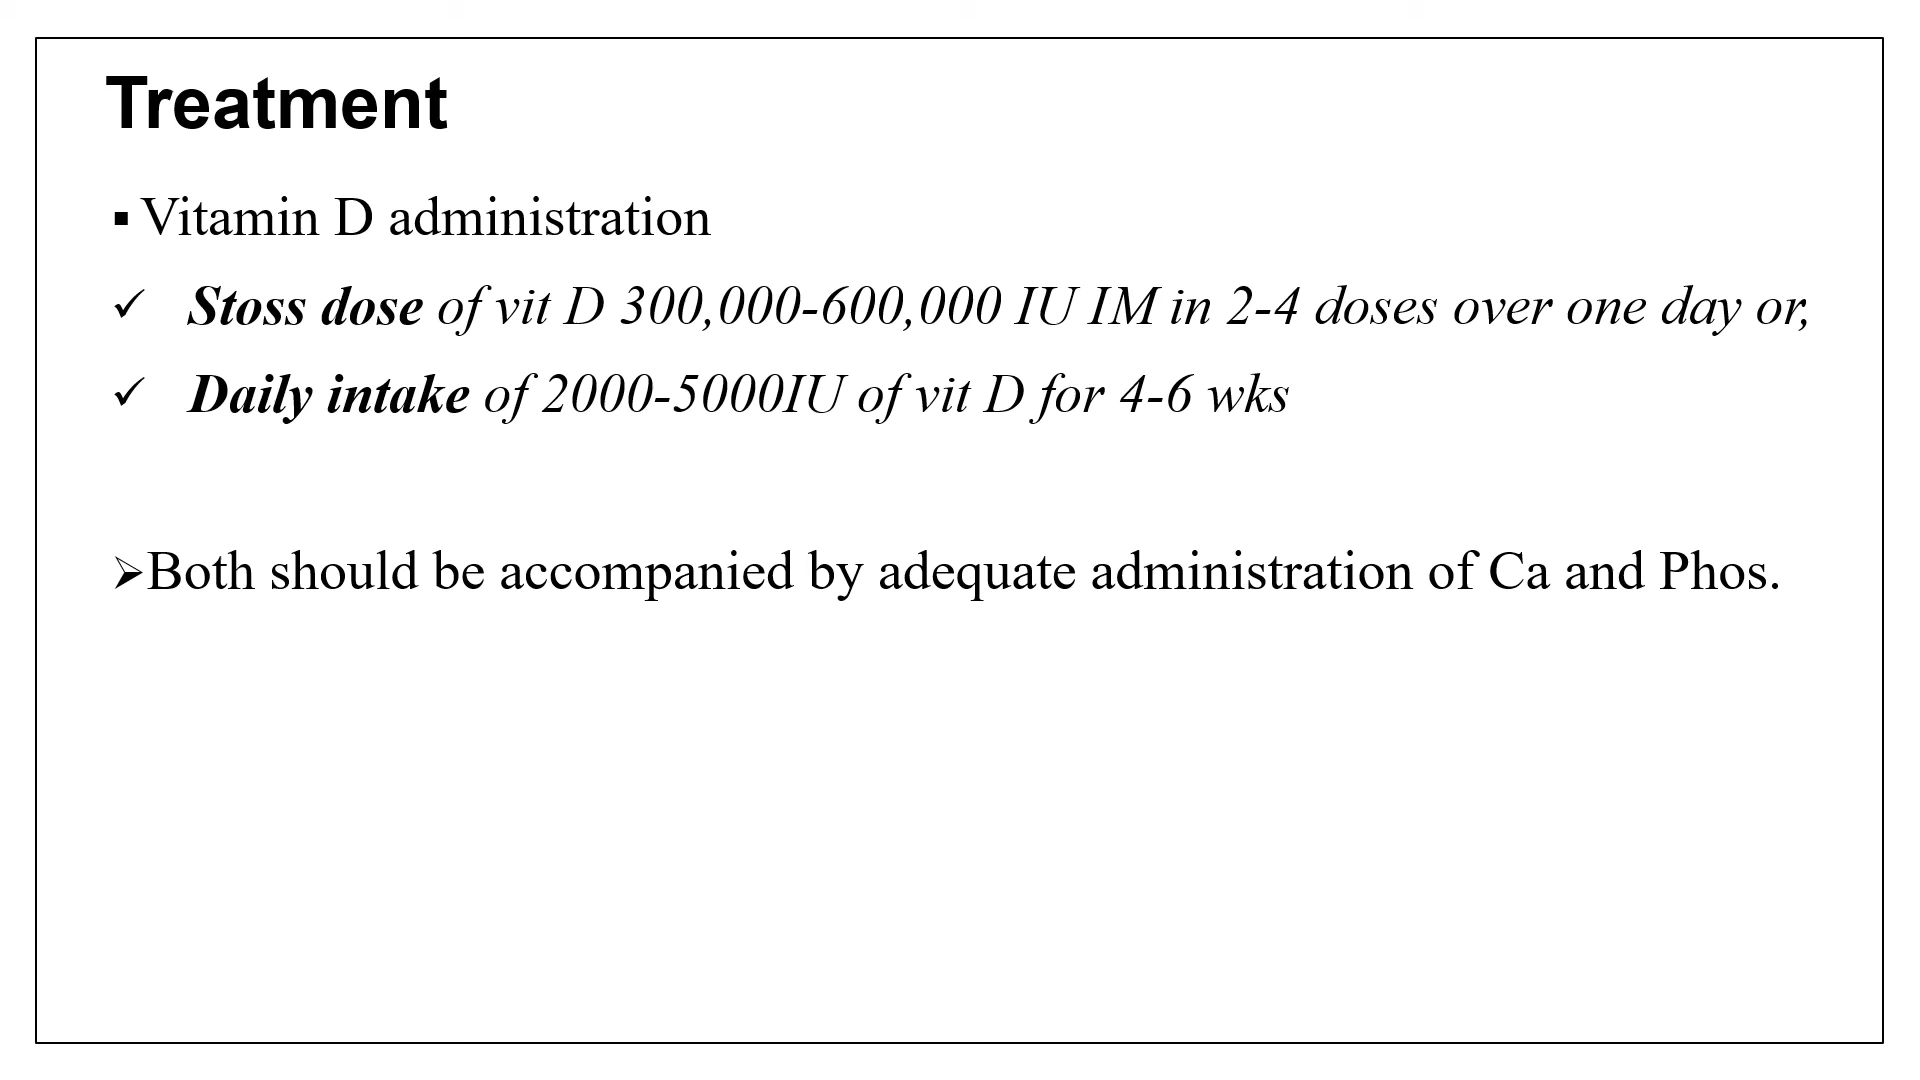 Treatment
▪ Vitamin D administration
✓ Stoss dose of vit D 300,000-600,000 IU IM in 2-4 doses over one day or,
✓ Daily intake of 2000-5000IU of vit D for 4-6 wks
➢Both should be accompanied by adequate administration of Ca and Phos.